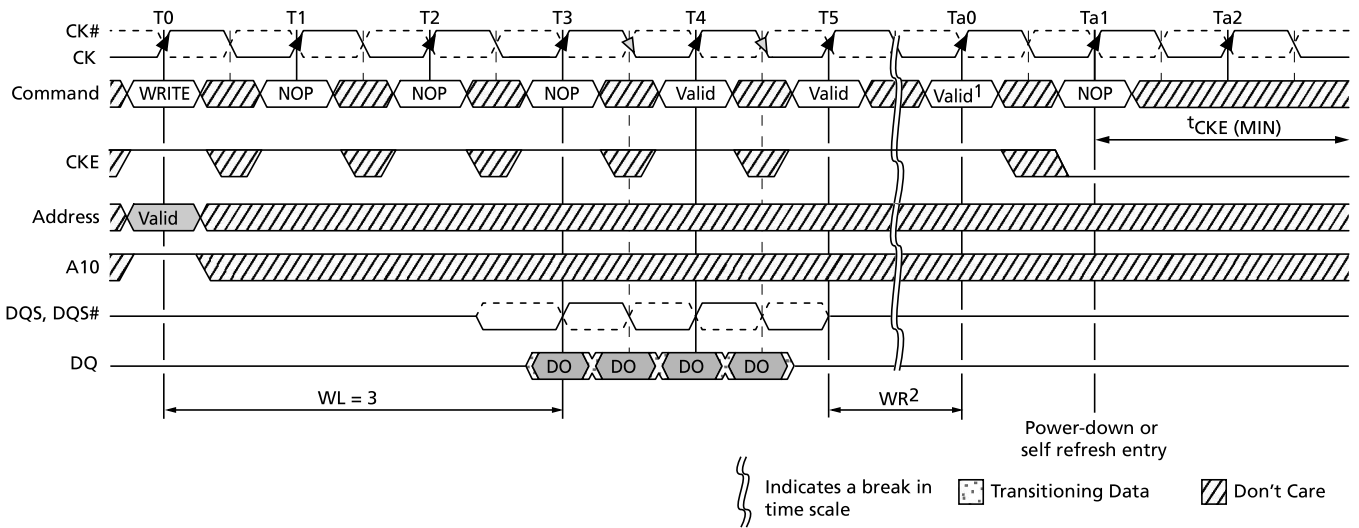 T0 T1 T2 T3 T4 T5 Ta0 Ta1 Ta2
CK#
CK
Command WRITE NOP NOP NOP Valid Valid Valid1 NOP
tCKE (MIN)
CKE
Address Valid
A10
DQS, DQS#
DQ DO DO DO DO
WL = 3 WR2
Power-down or
self refresh entry
Indicates a break in
time scale
Transitioning Data
Don't Care